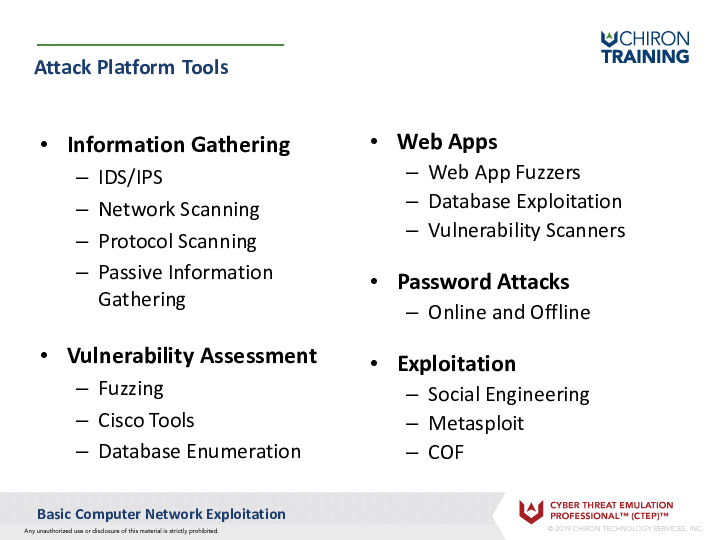 CHIRON
TRAINING
Attack Platform Tools
• Information Gathering
– IDS/IPS
– Network Scanning
– Protocol Scanning
– Passive Information
Gathering
• Vulnerability Assessment
– Fuzzing
– Cisco Tools
– Database Enumeration
• Web Apps
– Web App Fuzzers
– Database Exploitation
– Vulnerability Scanners
• Password Attacks
– Online and Offline
• Exploitation
– Social Engineering
– Metasploit
– COF
Basic Computer Network Exploitation
Any unauthorized use or disclosure of this material is strictly prohibited.
CYBER THREAT EMULATION
PROFESSIONAL™ (CTEP)™
© 2019 CHIRON TECHNOLOGY SERVICES, INC.